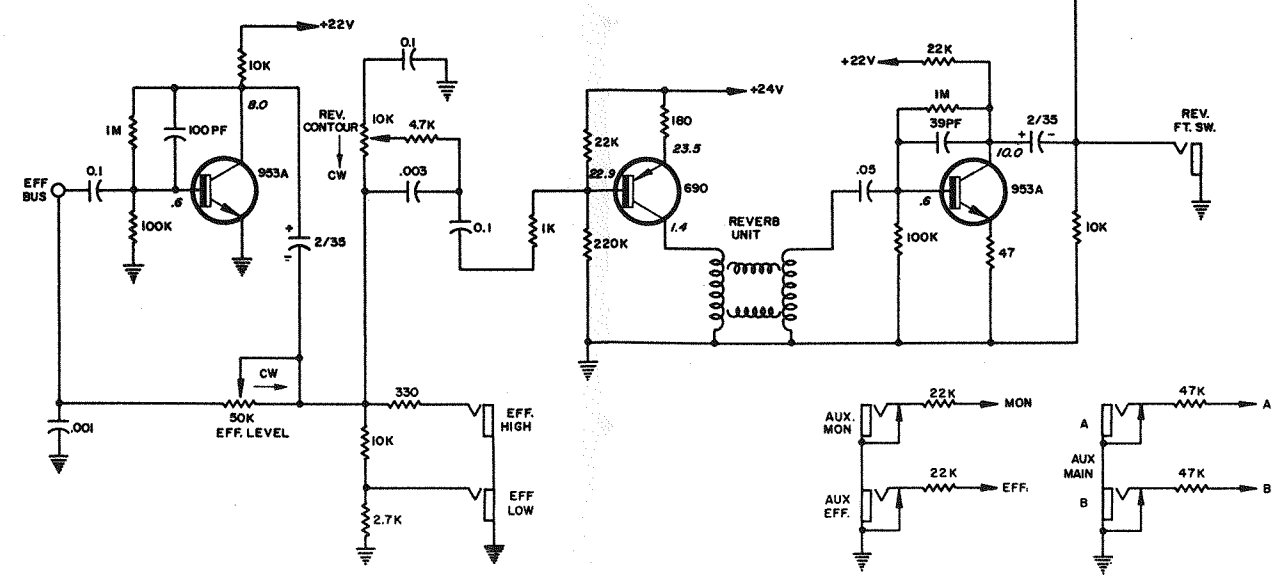 +22V
10K
8.0
1M
100PF
953A
0.1
EFF
BUS
.6
100K
+
2/35
-
CW
50K
EFF. LEVEL
.001
0.1
REV.
CONTOUR
CW
10K
4.7K
.003
0.1
1K
330
EFF.
HIGH
10K
EFF
LOW
2.7K
+24V
180
22K
23.5
22.9
690
1.4
220K
REVERB
UNIT
22K
+22V
1M
39PF
+
2/35
-
10.0
.05
953A
.6
100K
47
10K
REV.
FT. SW.
22K
MON
AUX.
MON
22K
EFF.
AUX
EFF.
47K
A
A
AUX
MAIN
47K
B
B